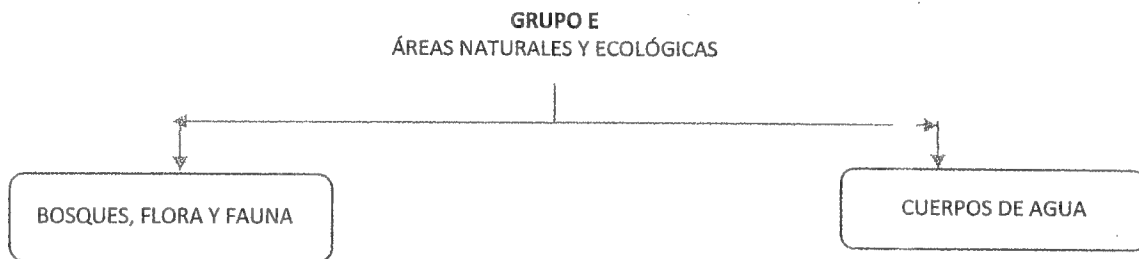 GRUPO E
ÁREAS NATURALES Y ECOLÓGICAS
BOSQUES, FLORA Y FAUNA
CUERPOS DE AGUA